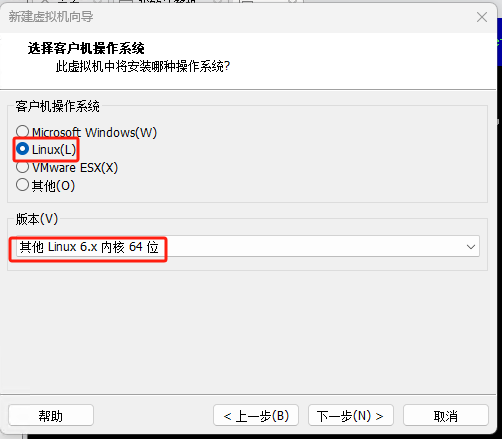 新建虚拟机向导
选择客户机操作系统
此虚拟机中将安装哪种操作系统?
客户机操作系统
Microsoft Windows(W)
Linux(L)
VMware ESX(X)
其他(O)
版本(V)
其他 Linux 6.x 内核 64 位
帮助
< 上一步(B)
下一步(N) >
取消